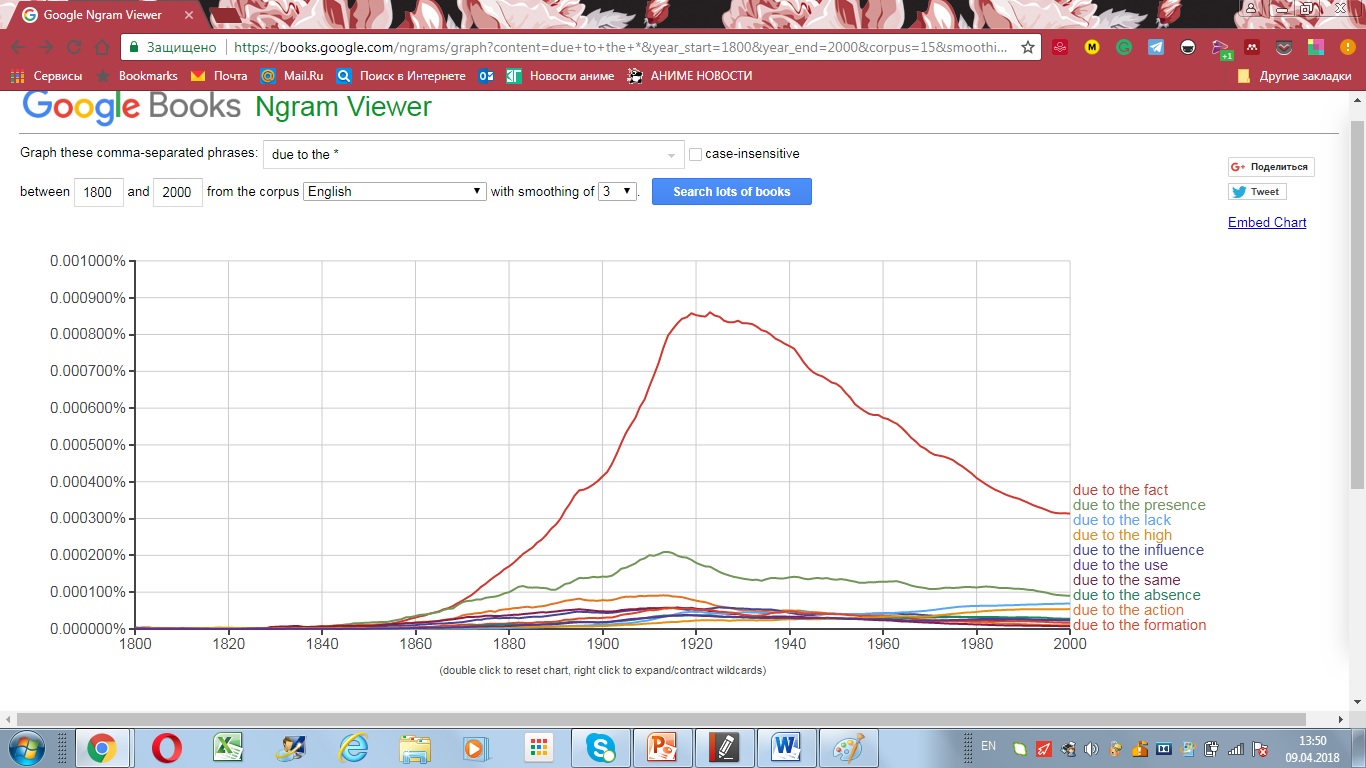 Google Ngram Viewer
Защищено https://books.google.com/ngrams/graph?content=due+to+the+*&year_start=1800&year_end=2000&corpus=15&smoothi...
+1
Сервисы Bookmarks Почта Mail.Ru Поиск в Интернете Новости аниме АНИМЕ НОВОСТИ Другие закладки
Google Books Ngram Viewer
Graph these comma-separated phrases: due to the * case-insensitive
between 1800 and 2000 from the corpus English with smoothing of 3 . Search lots of books
G+ Поделиться
Tweet
Embed Chart
0.001000%
0.000900%
0.000800%
0.000700%
0.000600%
0.000500%
0.000400%
0.000300%
0.000200%
0.000100%
0.000000%
1800 1820 1840 1860 1880 1900 1920 1940 1960 1980 2000
due to the fact
due to the presence
due to the lack
due to the high
due to the influence
due to the use
due to the same
due to the absence
due to the action
due to the formation
(double click to reset chart, right click to expand/contract wildcards)
EN
13:50
09.04.2018